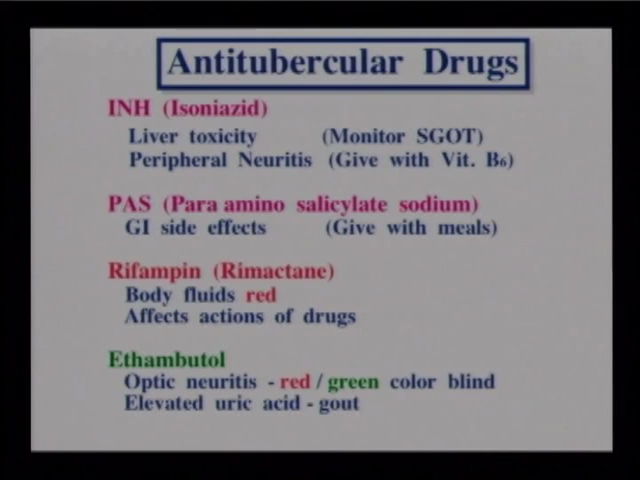 Antitubercular Drugs
INH (Isoniazid)
Liver toxicity (Monitor SGOT)
Peripheral Neuritis (Give with Vit. B6)
PAS (Para amino salicylate sodium)
GI side effects (Give with meals)
Rifampin (Rimactane)
Body fluids red
Affects actions of drugs
Ethambutol
Optic neuritis - red / green color blind
Elevated uric acid - gout